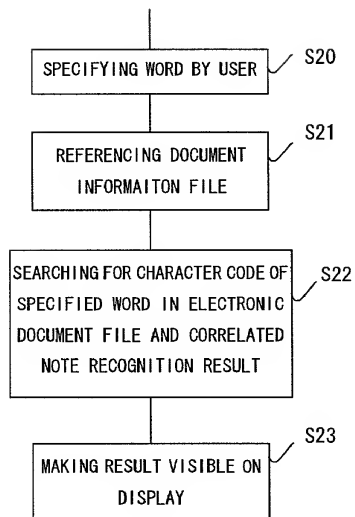 SPECIFYING WORD BY USER
S20
REFERENCING DOCUMENT
INFORMAITON FILE
S21
SEARCHING FOR CHARACTER CODE OF
SPECIFIED WORD IN ELECTRONIC
DOCUMENT FILE AND CORRELATED
NOTE RECOGNITION RESULT
S22
MAKING RESULT VISIBLE ON
DISPLAY
S23